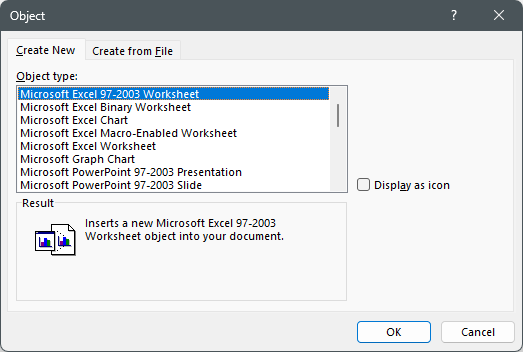 Object
?
Create New
Create from File
Object type:
Microsoft Excel 97-2003 Worksheet
Microsoft Excel Binary Worksheet
Microsoft Excel Chart
Microsoft Excel Macro-Enabled Worksheet
Microsoft Excel Worksheet
Microsoft Graph Chart
Microsoft PowerPoint 97-2003 Presentation
Microsoft PowerPoint 97-2003 Slide
Display as icon
Result
Inserts a new Microsoft Excel 97-2003
Worksheet object into your document.
OK
Cancel